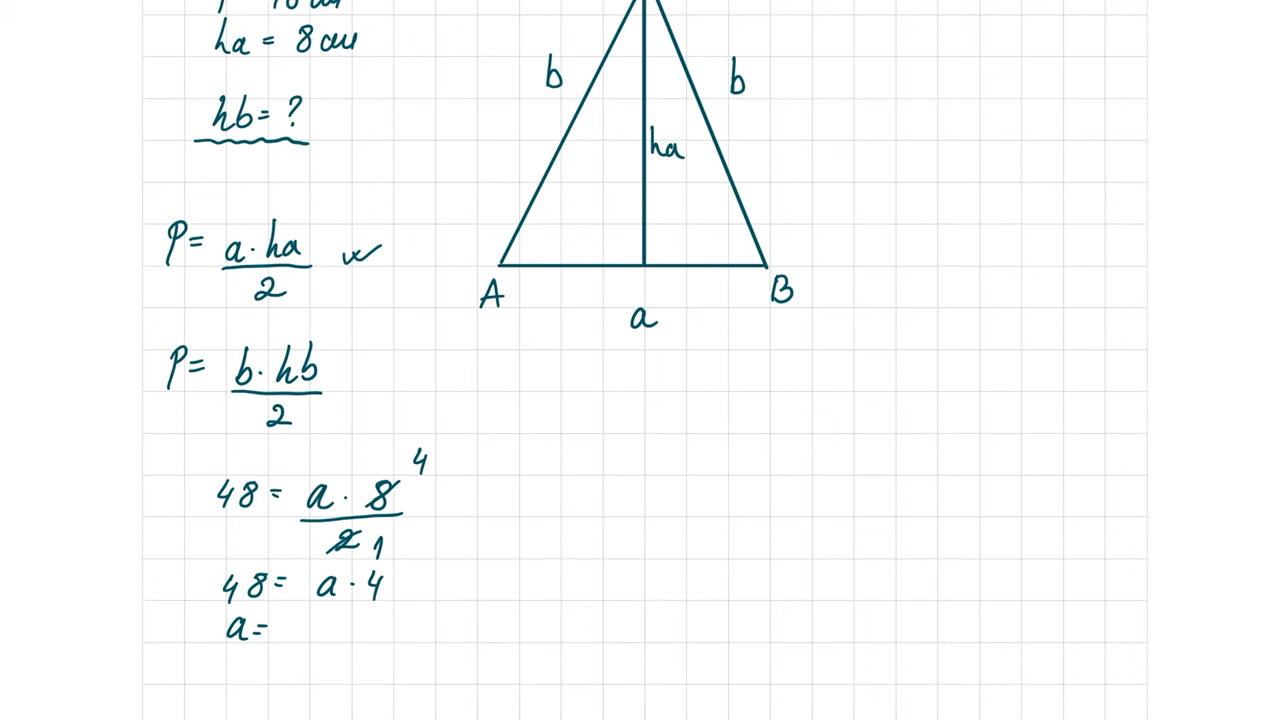 ha = 8 cm
hb = ?
P = a · ha / 2
P = b · hb / 2
48 = a · 8 / 2
4
1
48 = a · 4
a =
b
b
ha
A
B
a